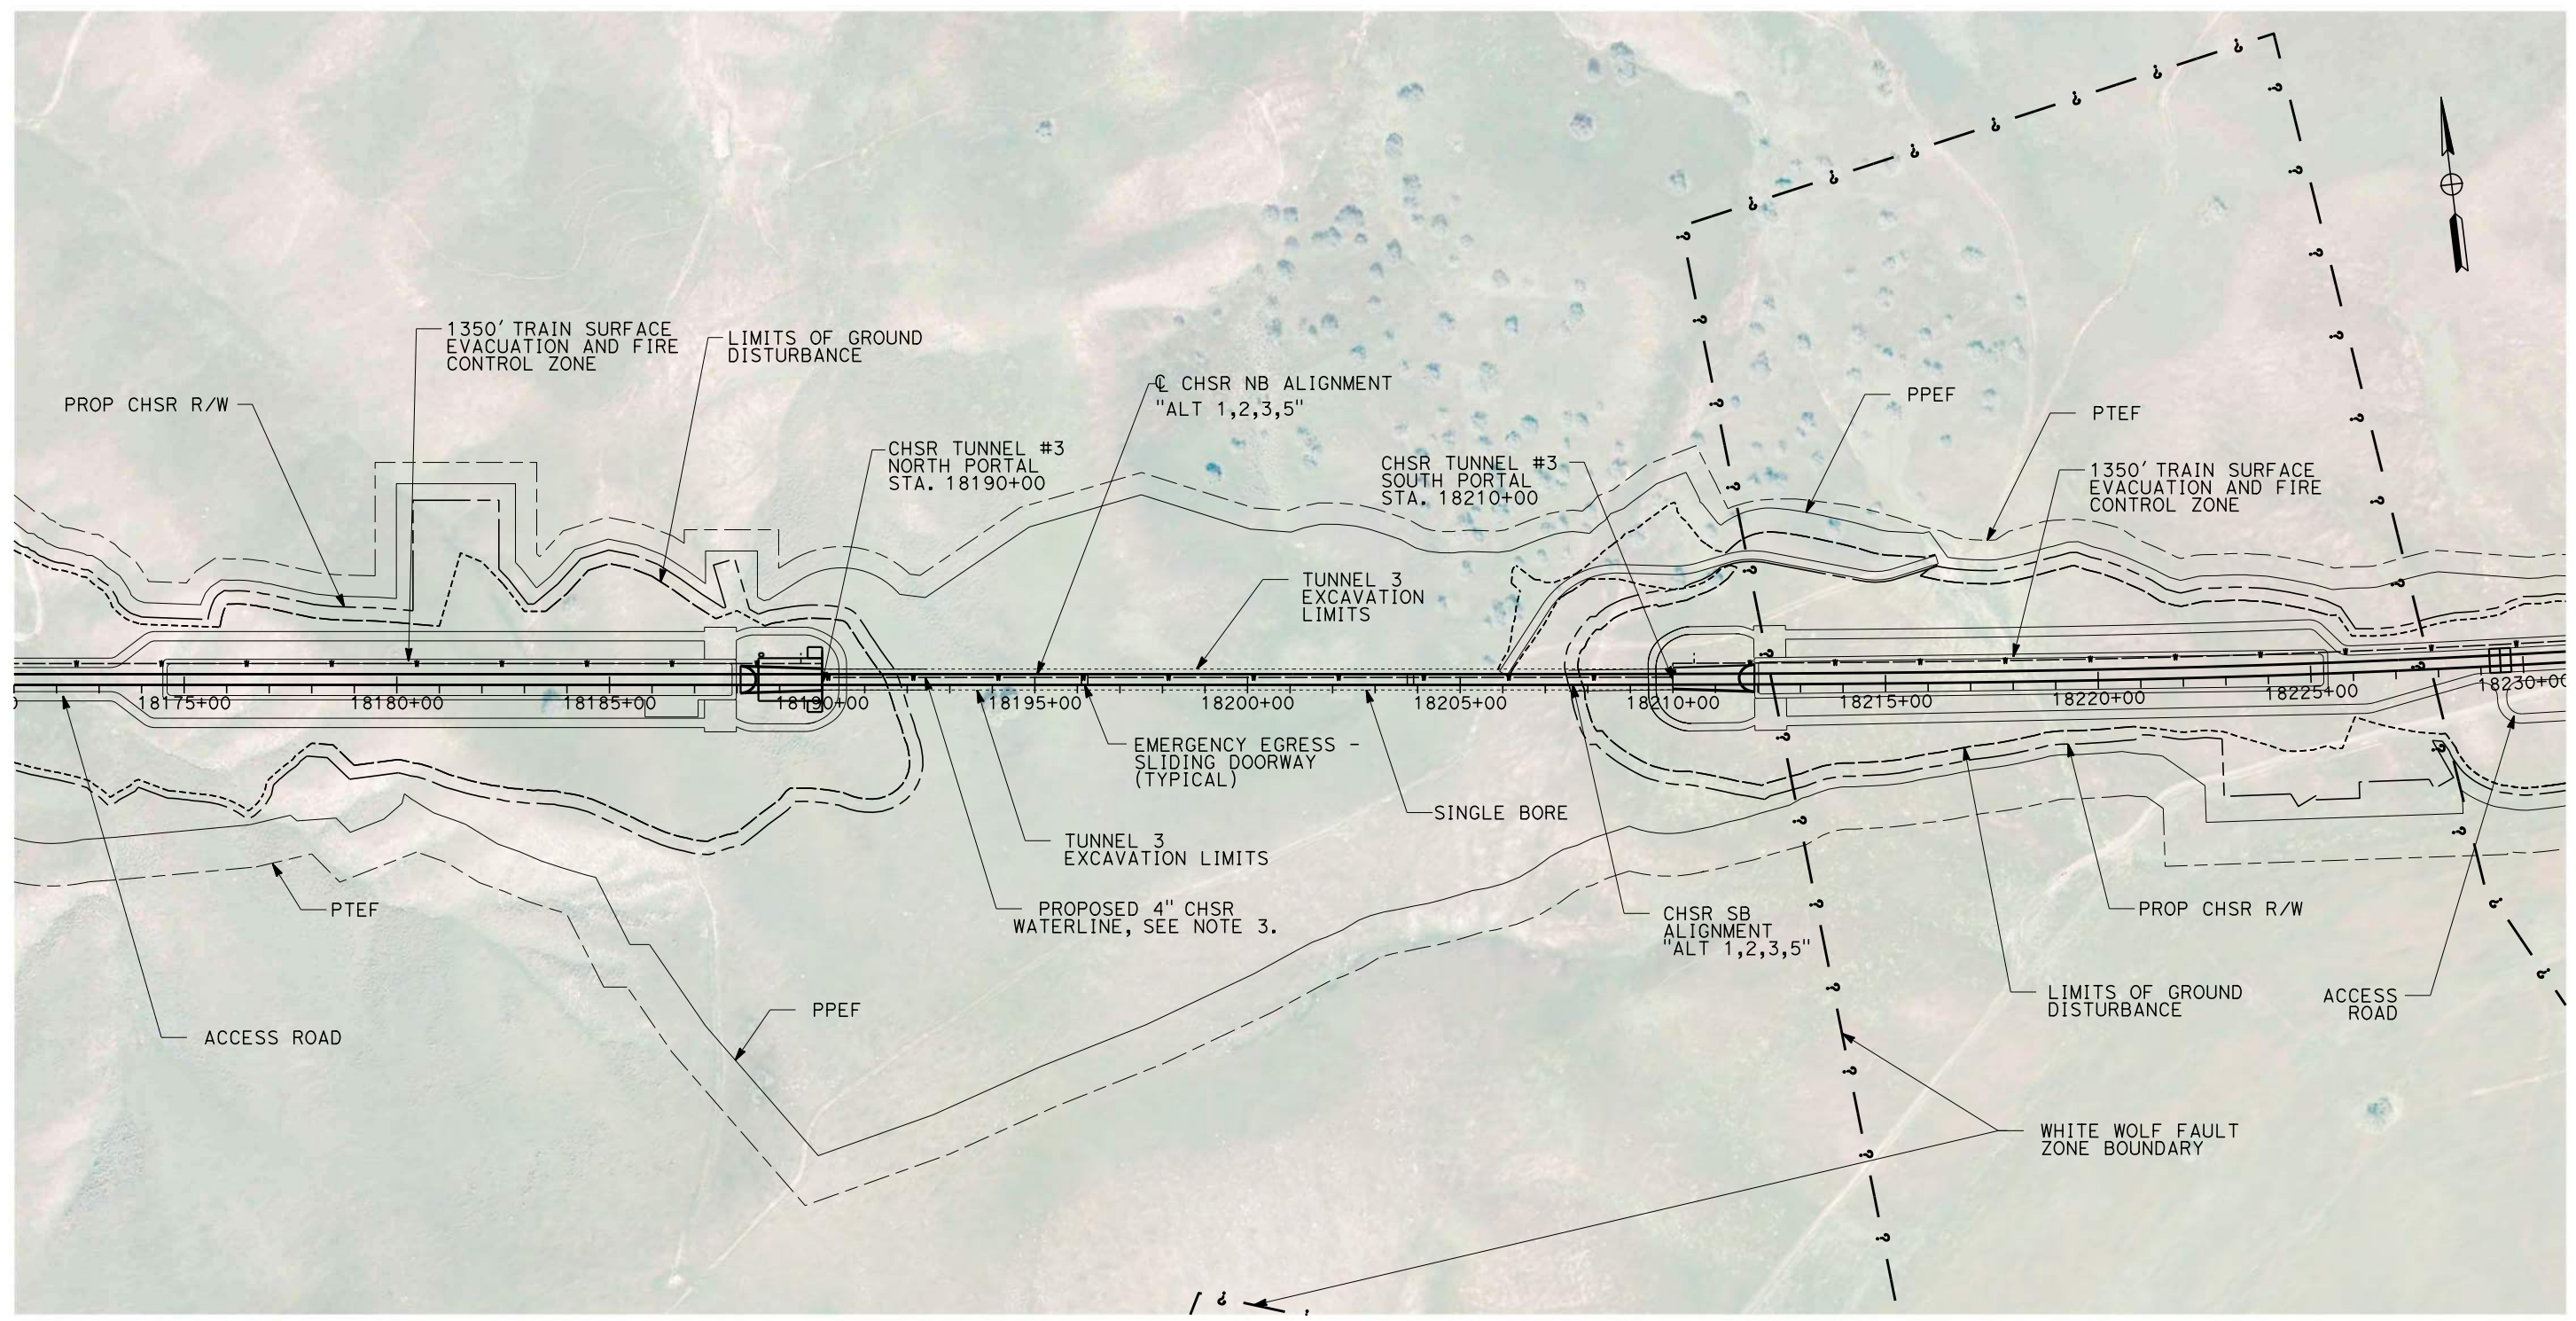 1350' TRAIN SURFACE
EVACUATION AND FIRE
CONTROL ZONE
LIMITS OF GROUND
DISTURBANCE
PROP CHSR R/W
℄ CHSR NB ALIGNMENT
"ALT 1,2,3,5"
CHSR TUNNEL #3
NORTH PORTAL
STA. 18190+00
CHSR TUNNEL #3
SOUTH PORTAL
STA. 18210+00
PPEF
PTEF
1350' TRAIN SURFACE
EVACUATION AND FIRE
CONTROL ZONE
TUNNEL 3
EXCAVATION
LIMITS
18175+00
18180+00
18185+00
18190+00
18195+00
18200+00
18205+00
18210+00
18215+00
18220+00
18225+00
18230+00
EMERGENCY EGRESS -
SLIDING DOORWAY
(TYPICAL)
SINGLE BORE
TUNNEL 3
EXCAVATION LIMITS
PROPOSED 4" CHSR
WATERLINE, SEE NOTE 3.
PTEF
CHSR SB
ALIGNMENT
"ALT 1,2,3,5"
PROP CHSR R/W
LIMITS OF GROUND
DISTURBANCE
ACCESS
ROAD
PPEF
ACCESS ROAD
WHITE WOLF FAULT
ZONE BOUNDARY